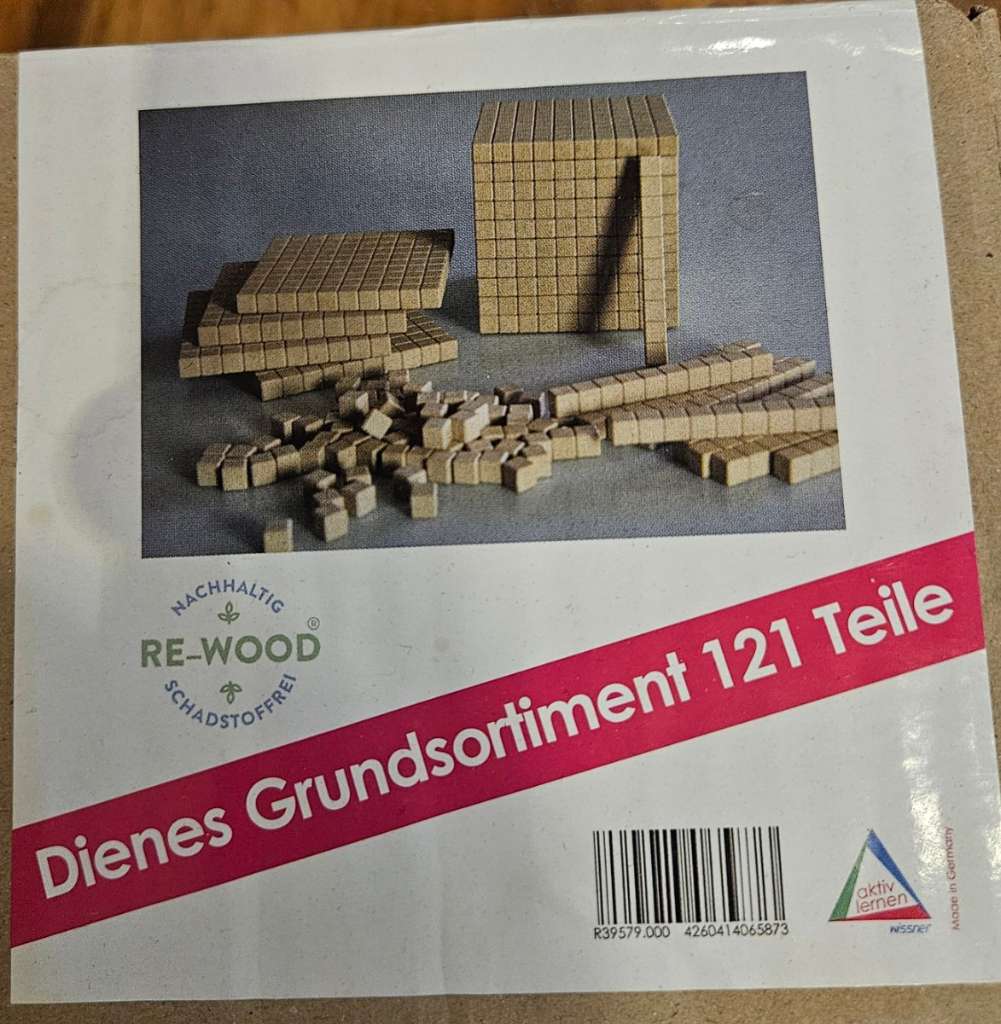 NACHHALTIG
RE-WOOD®
SCHADSTOFFREI
Dienes Grundsortiment 121 Teile
R39579.000 4260414065873
aktiv
lernen
wissner
Made in Germany